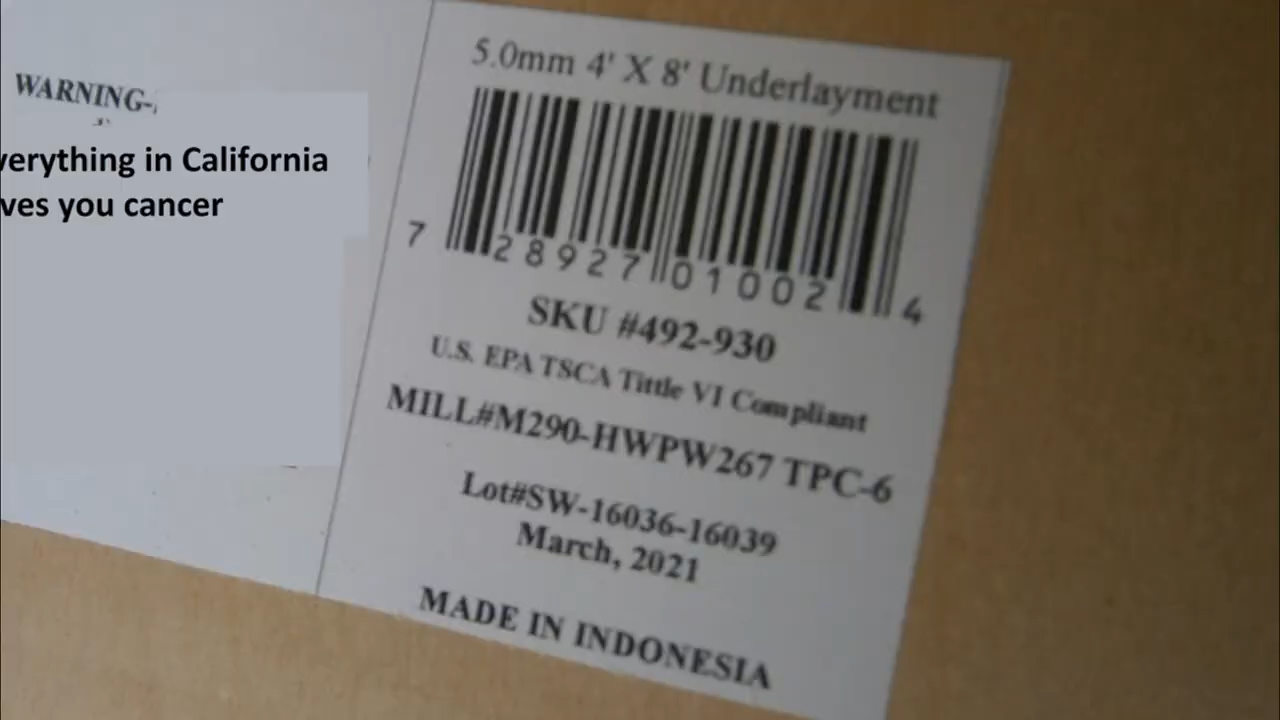 WARNING-
verything in California
ves you cancer
5.0mm 4' X 8' Underlayment
7 28927 01002 4
SKU #492-930
U.S. EPA TSCA Tittle VI Compliant
MILL#M290-HWPW267 TPC-6
Lot#SW-16036-16039
March, 2021
MADE IN INDONESIA